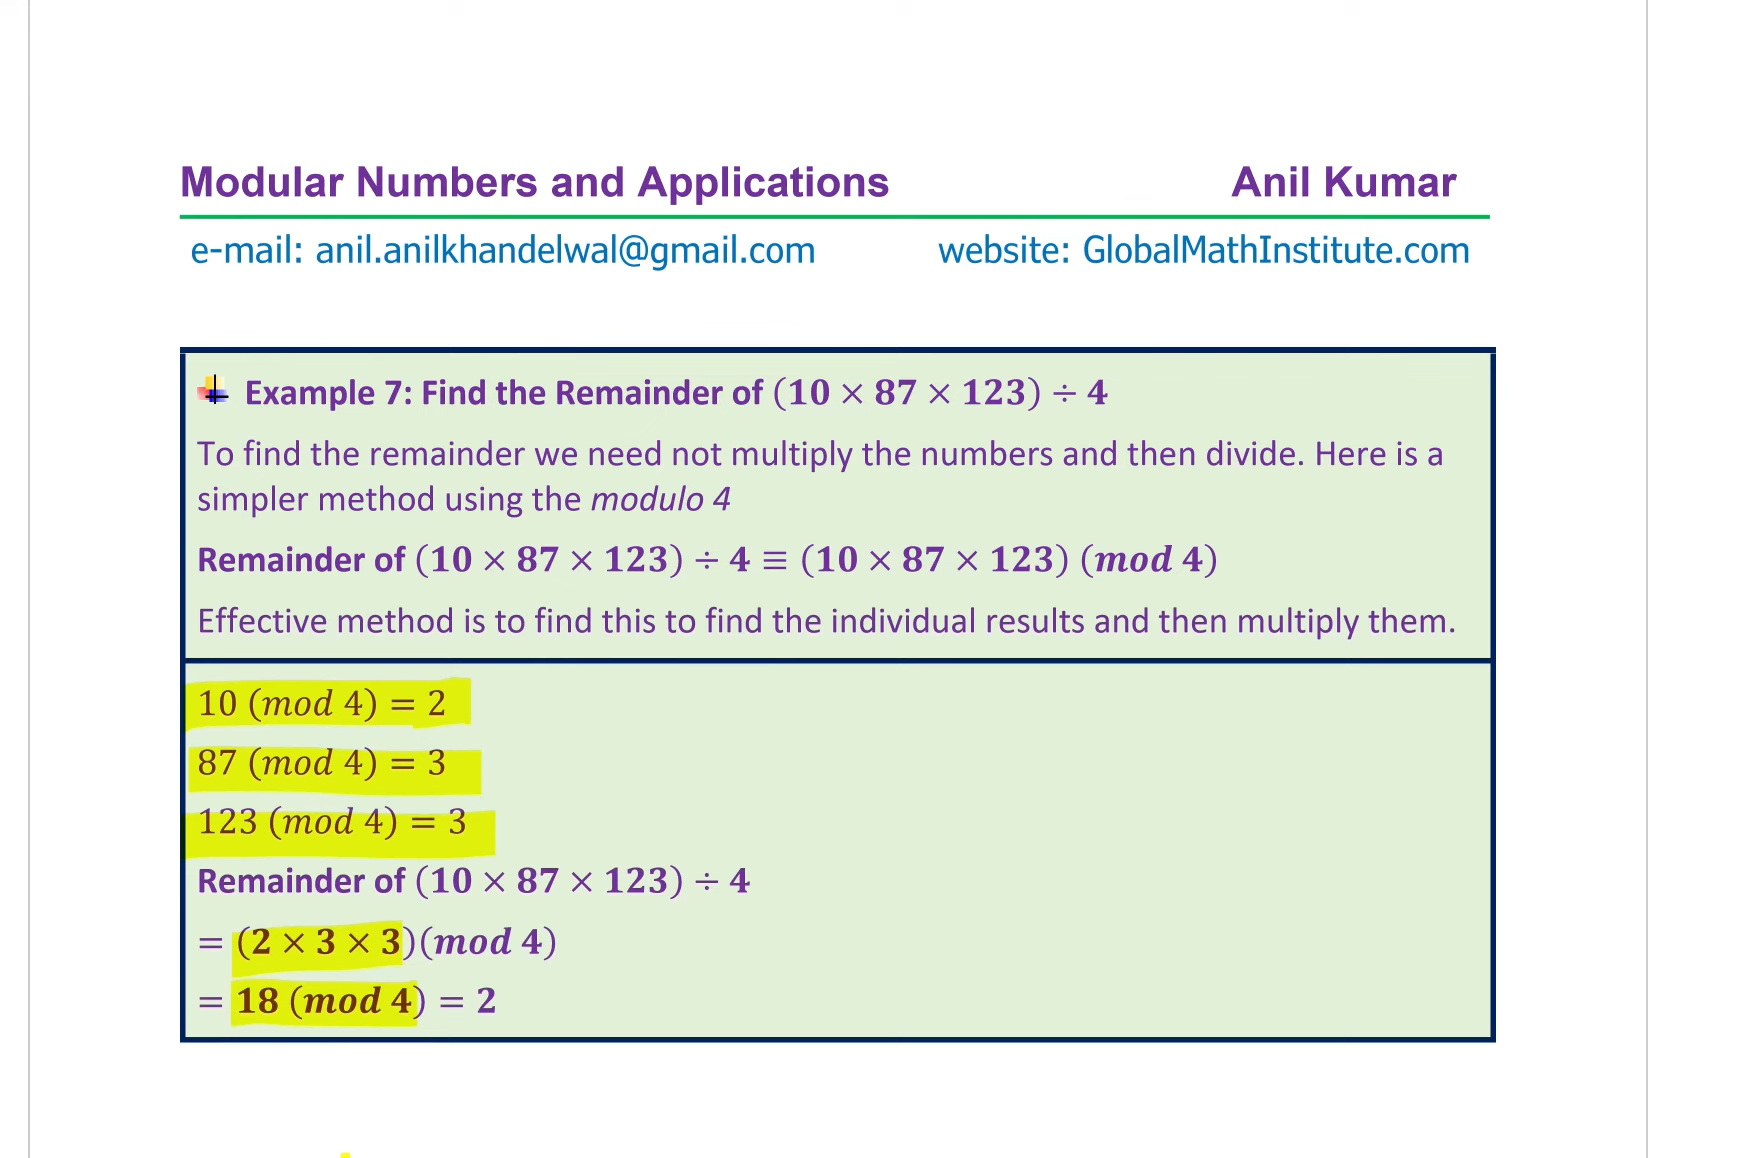 Modular Numbers and Applications Anil Kumar
e-mail: anil.anilkhandelwal@gmail.com website: GlobalMathInstitute.com
Example 7: Find the Remainder of (10 × 87 × 123) ÷ 4
To find the remainder we need not multiply the numbers and then divide. Here is a
simpler method using the modulo 4
Remainder of (10 × 87 × 123) ÷ 4 ≡ (10 × 87 × 123) (mod 4)
Effective method is to find this to find the individual results and then multiply them.
10 (mod 4) = 2
87 (mod 4) = 3
123 (mod 4) = 3
Remainder of (10 × 87 × 123) ÷ 4
= (2 × 3 × 3)(mod 4)
= 18 (mod 4) = 2